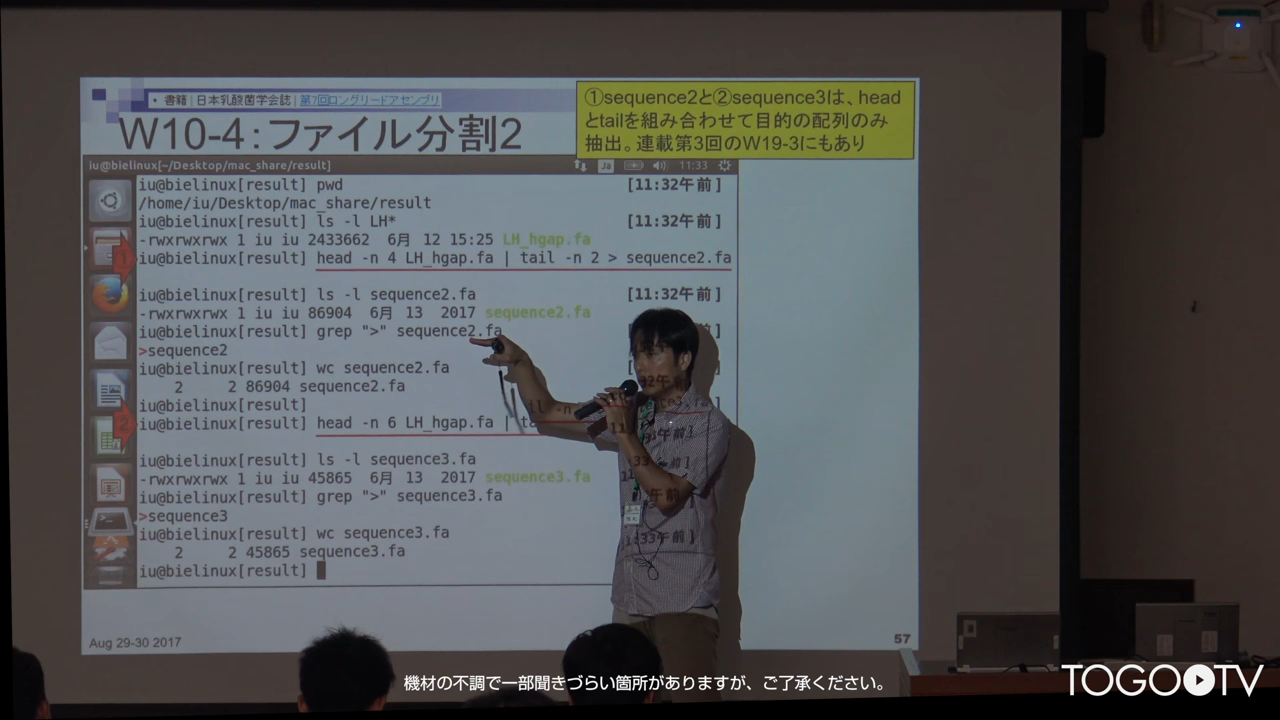 • 書籍 | 日本乳酸菌学会誌 | 第7回ロングリードアセンブリ
W10-4：ファイル分割2
①sequence2と②sequence3は、head
とtailを組み合わせて目的の配列のみ
抽出。連載第3回のW19-3にもあり
iu@bielinux[~/Desktop/mac_share/result]
Ja
11:33
iu@bielinux[result] pwd [11:32午前]
/home/iu/Desktop/mac_share/result
iu@bielinux[result] ls -l LH* [11:32午前]
-rwxrwxrwx 1 iu iu 2433662 6月 12 15:25 LH_hgap.fa
1
iu@bielinux[result] head -n 4 LH_hgap.fa | tail -n 2 > sequence2.fa
iu@bielinux[result] ls -l sequence2.fa [11:32午前]
-rwxrwxrwx 1 iu iu 86904 6月 13 2017 sequence2.fa
iu@bielinux[result] grep ">" sequence2.fa
>sequence2
iu@bielinux[result] wc sequence2.fa
2 2 86904 sequence2.fa
iu@bielinux[result]
2
iu@bielinux[result] head -n 6 LH_hgap.fa |
iu@bielinux[result] ls -l sequence3.fa
-rwxrwxrwx 1 iu iu 45865 6月 13 2017 sequence3.fa
iu@bielinux[result] grep ">" sequence3.fa
>sequence3
iu@bielinux[result] wc sequence3.fa
2 2 45865 sequence3.fa
iu@bielinux[result]
Aug 29-30 2017
57
機材の不調で一部聞きづらい箇所がありますが、ご了承ください。
TOGO TV